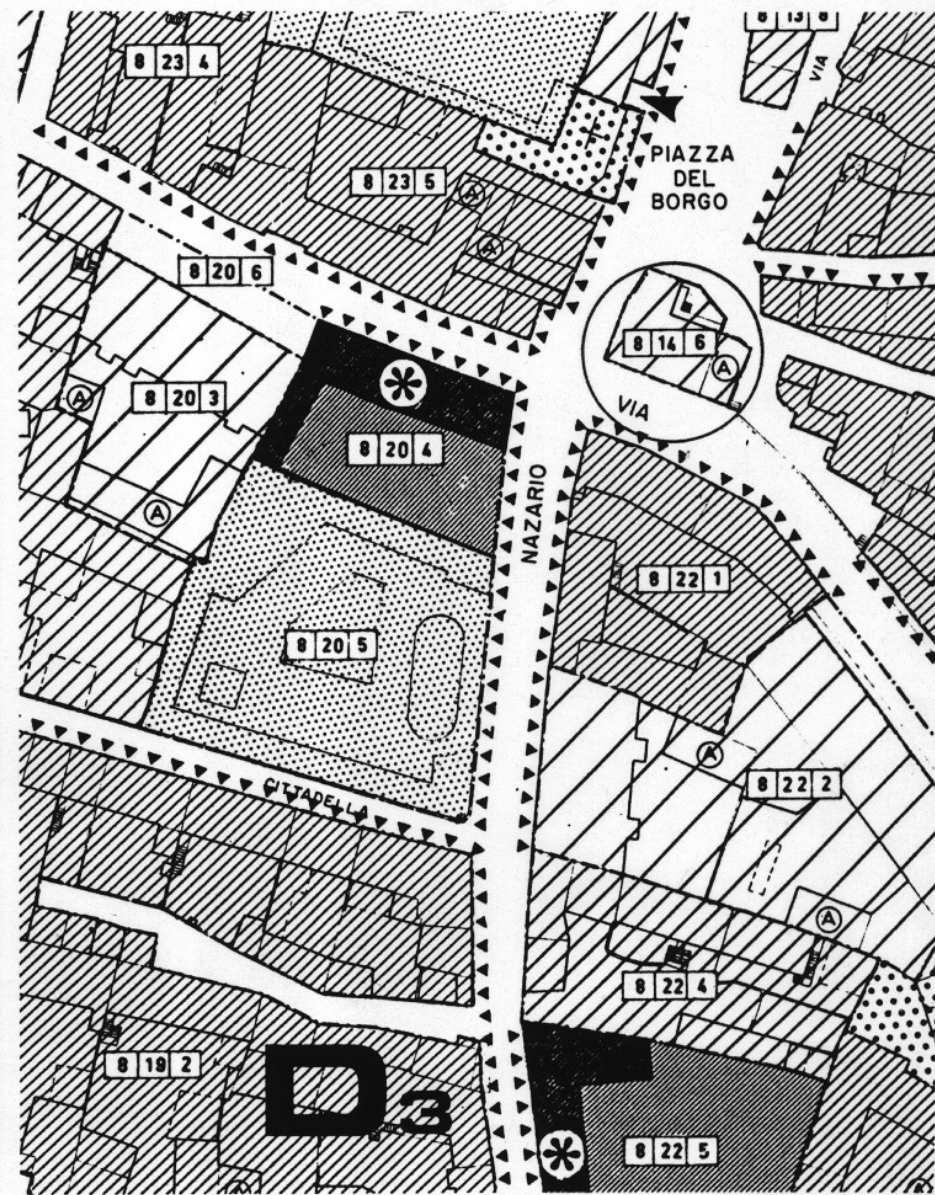 8 13 8
8 23 4
VIA
PIAZZA
DEL
BORGO
8 23 5
A
A
8 20 6
8 14 6
A
8 20 3
A
VIA
8 20 4
NAZARIO
A
8 22 1
8 20 5
A
8 22 2
CITTADELLA
A
8 22 4
8 19 2
D3
8 22 5
A
A